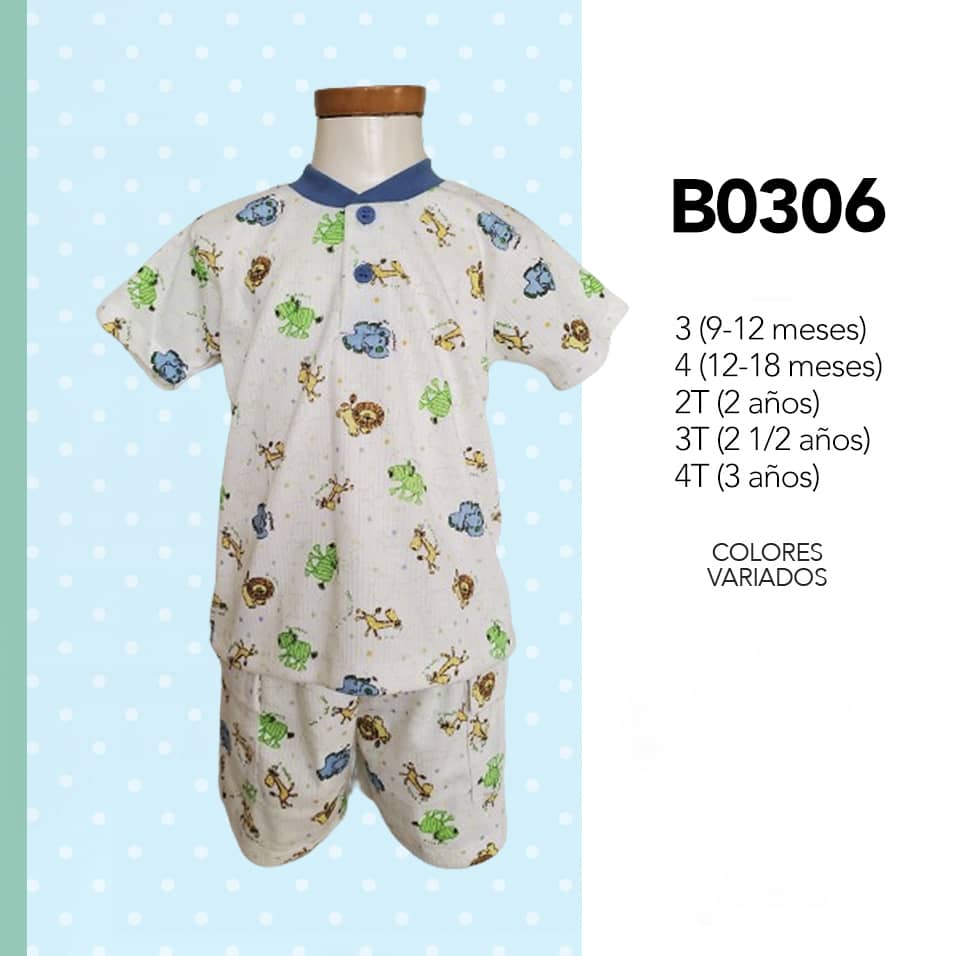 B0306
3 (9-12 meses)
4 (12-18 meses)
2T (2 años)
3T (2 1/2 años)
4T (3 años)
COLORES
VARIADOS